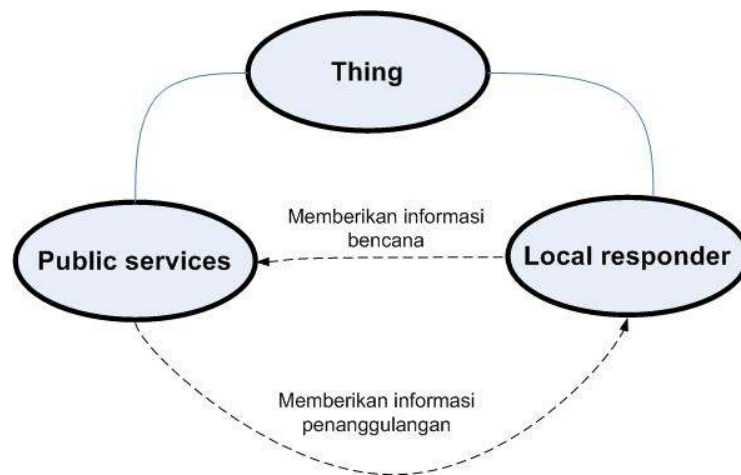 Thing
Memberikan informasi
bencana
Public services
Local responder
Memberikan informasi
penanggulangan